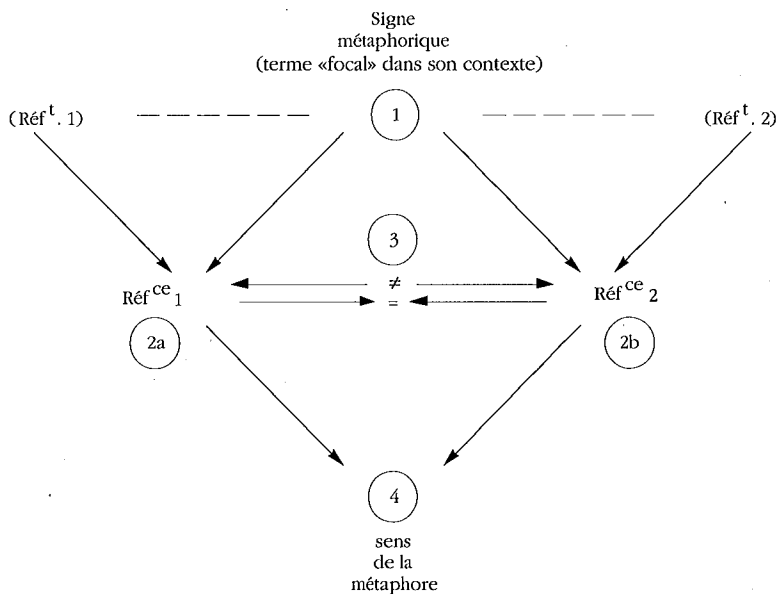 Signe
métaphorique
(terme «focal» dans son contexte)
(Réf t. 1) 1 (Réf t. 2)
3
≠
Réf ce 1 = Réf ce 2
2a 2b
4
sens
de la
métaphore